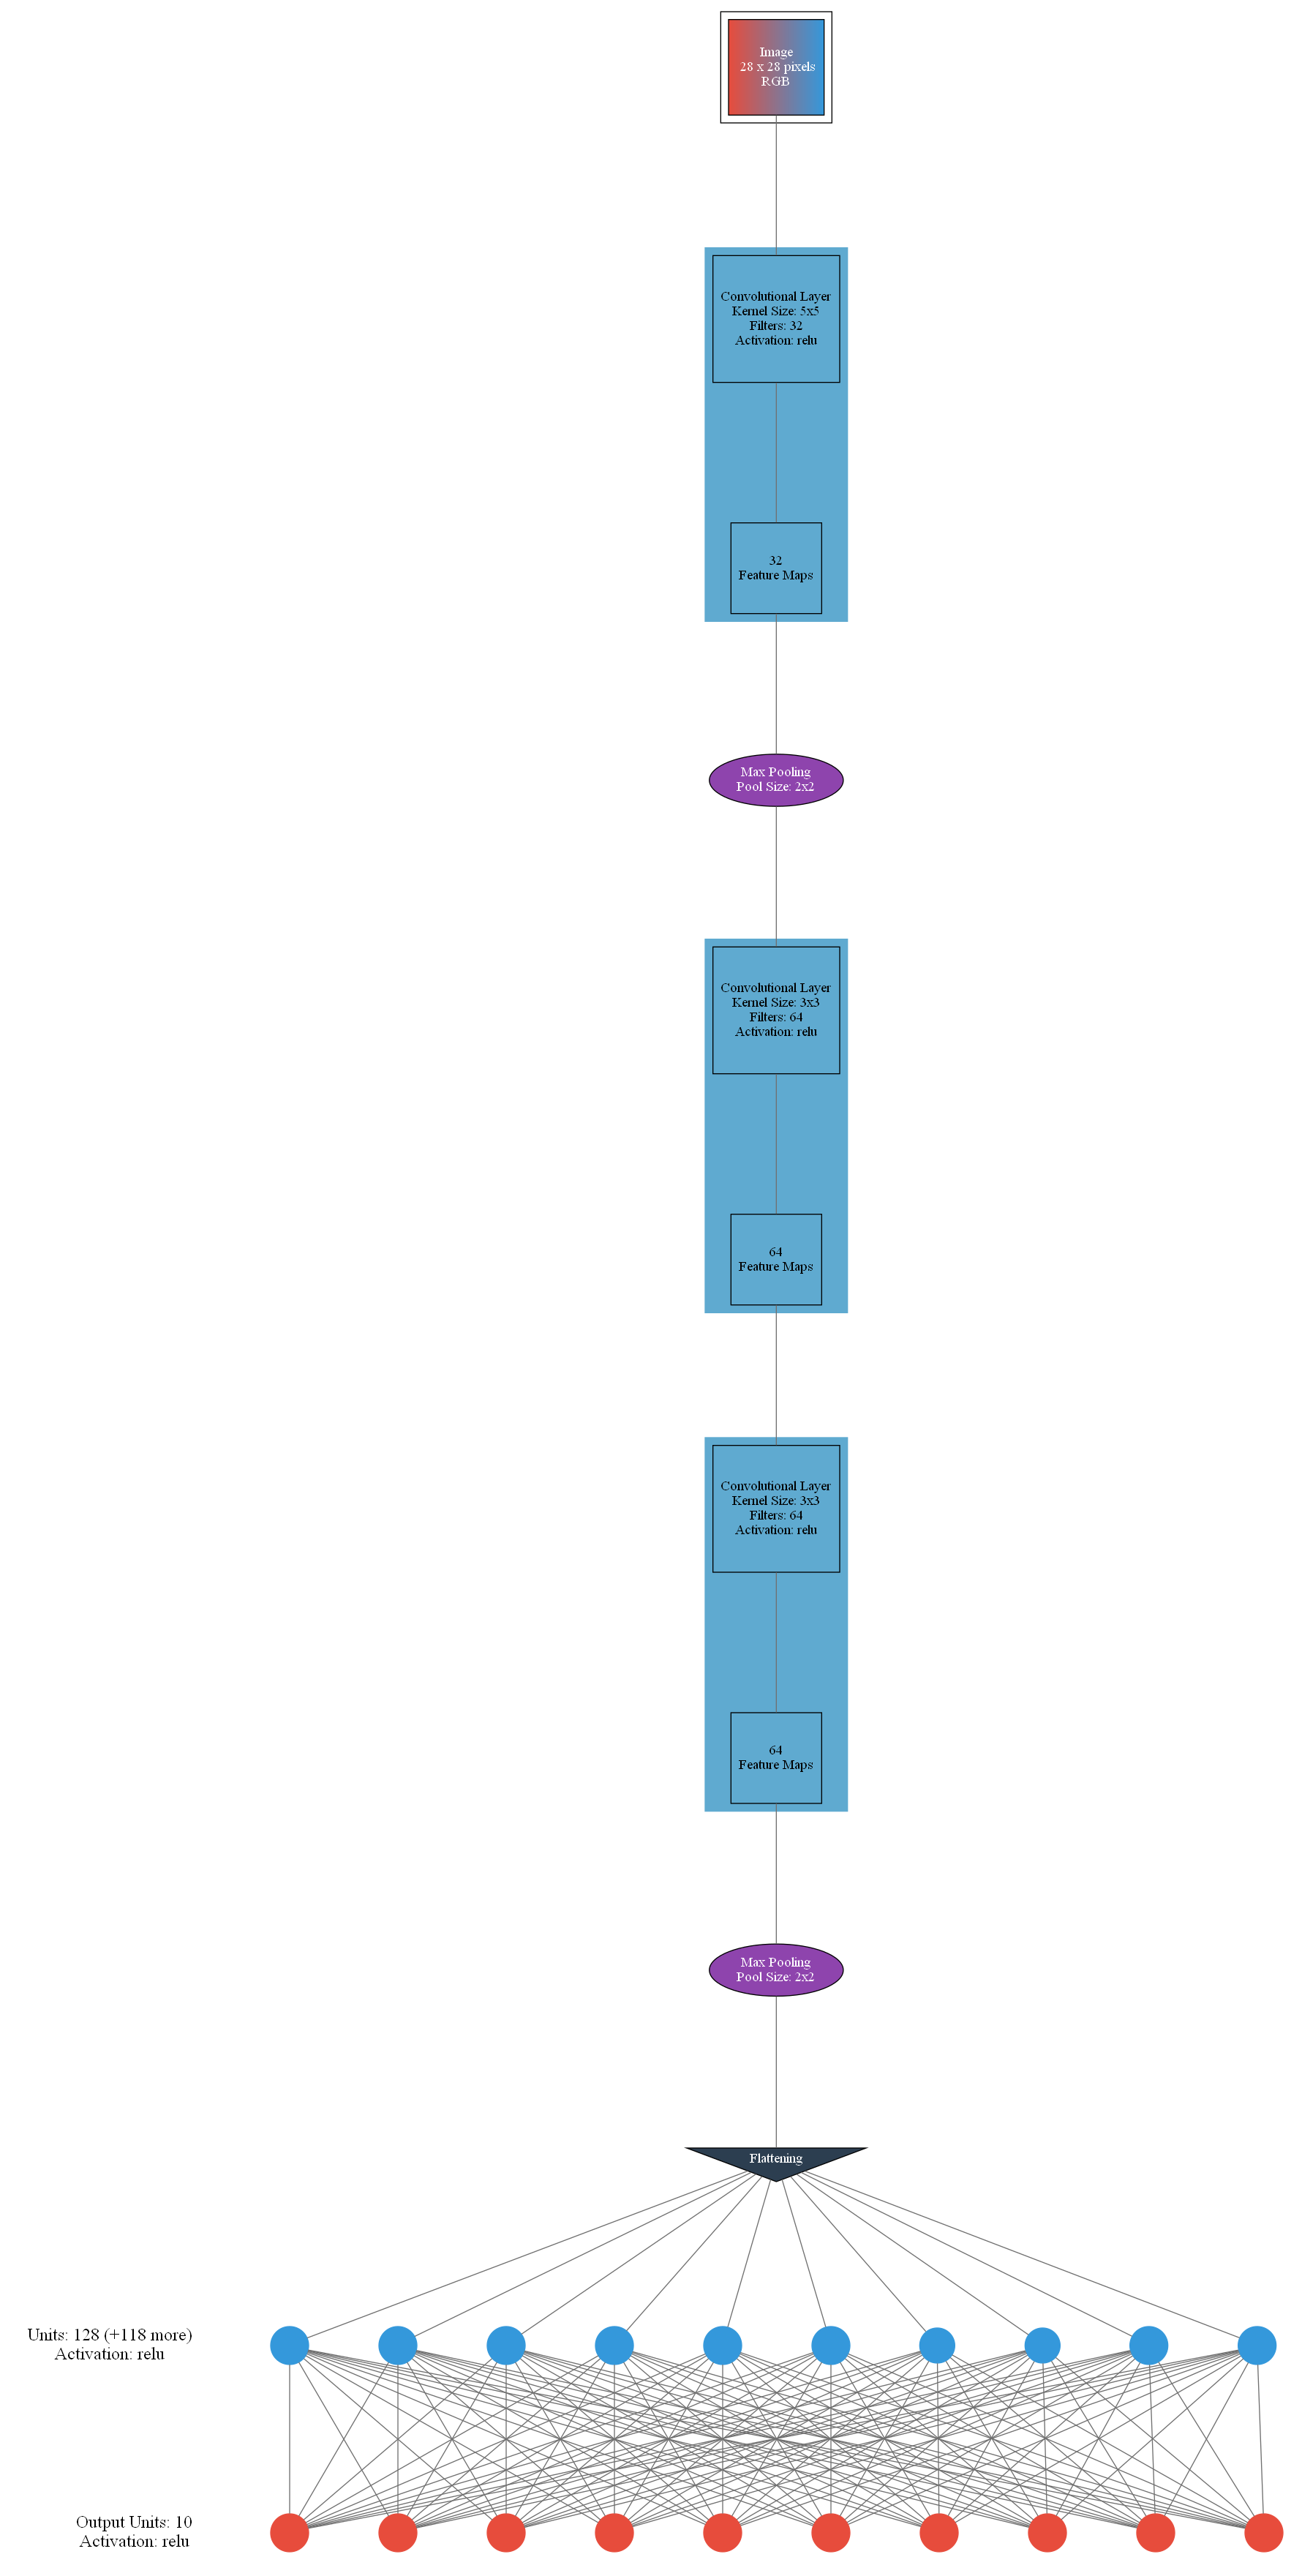 Image
28 x 28 pixels
RGB
Convolutional Layer
Kernel Size: 5x5
Filters: 32
Activation: relu
32
Feature Maps
Max Pooling
Pool Size: 2x2
Convolutional Layer
Kernel Size: 3x3
Filters: 64
Activation: relu
64
Feature Maps
Convolutional Layer
Kernel Size: 3x3
Filters: 64
Activation: relu
64
Feature Maps
Max Pooling
Pool Size: 2x2
Flattening
Units: 128 (+118 more)
Activation: relu
Output Units: 10
Activation: relu